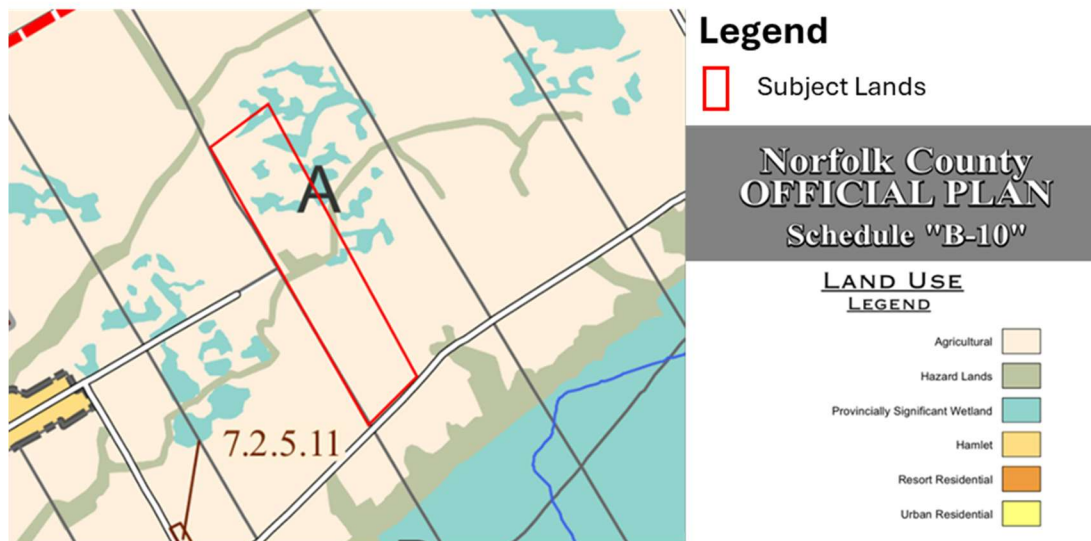 A
7.2.5.11
Legend
Subject Lands
Norfolk County
OFFICIAL PLAN
Schedule "B-10"
LAND USE
LEGEND
Agricultural
Hazard Lands
Provincially Significant Wetland
Hamlet
Resort Residential
Urban Residential